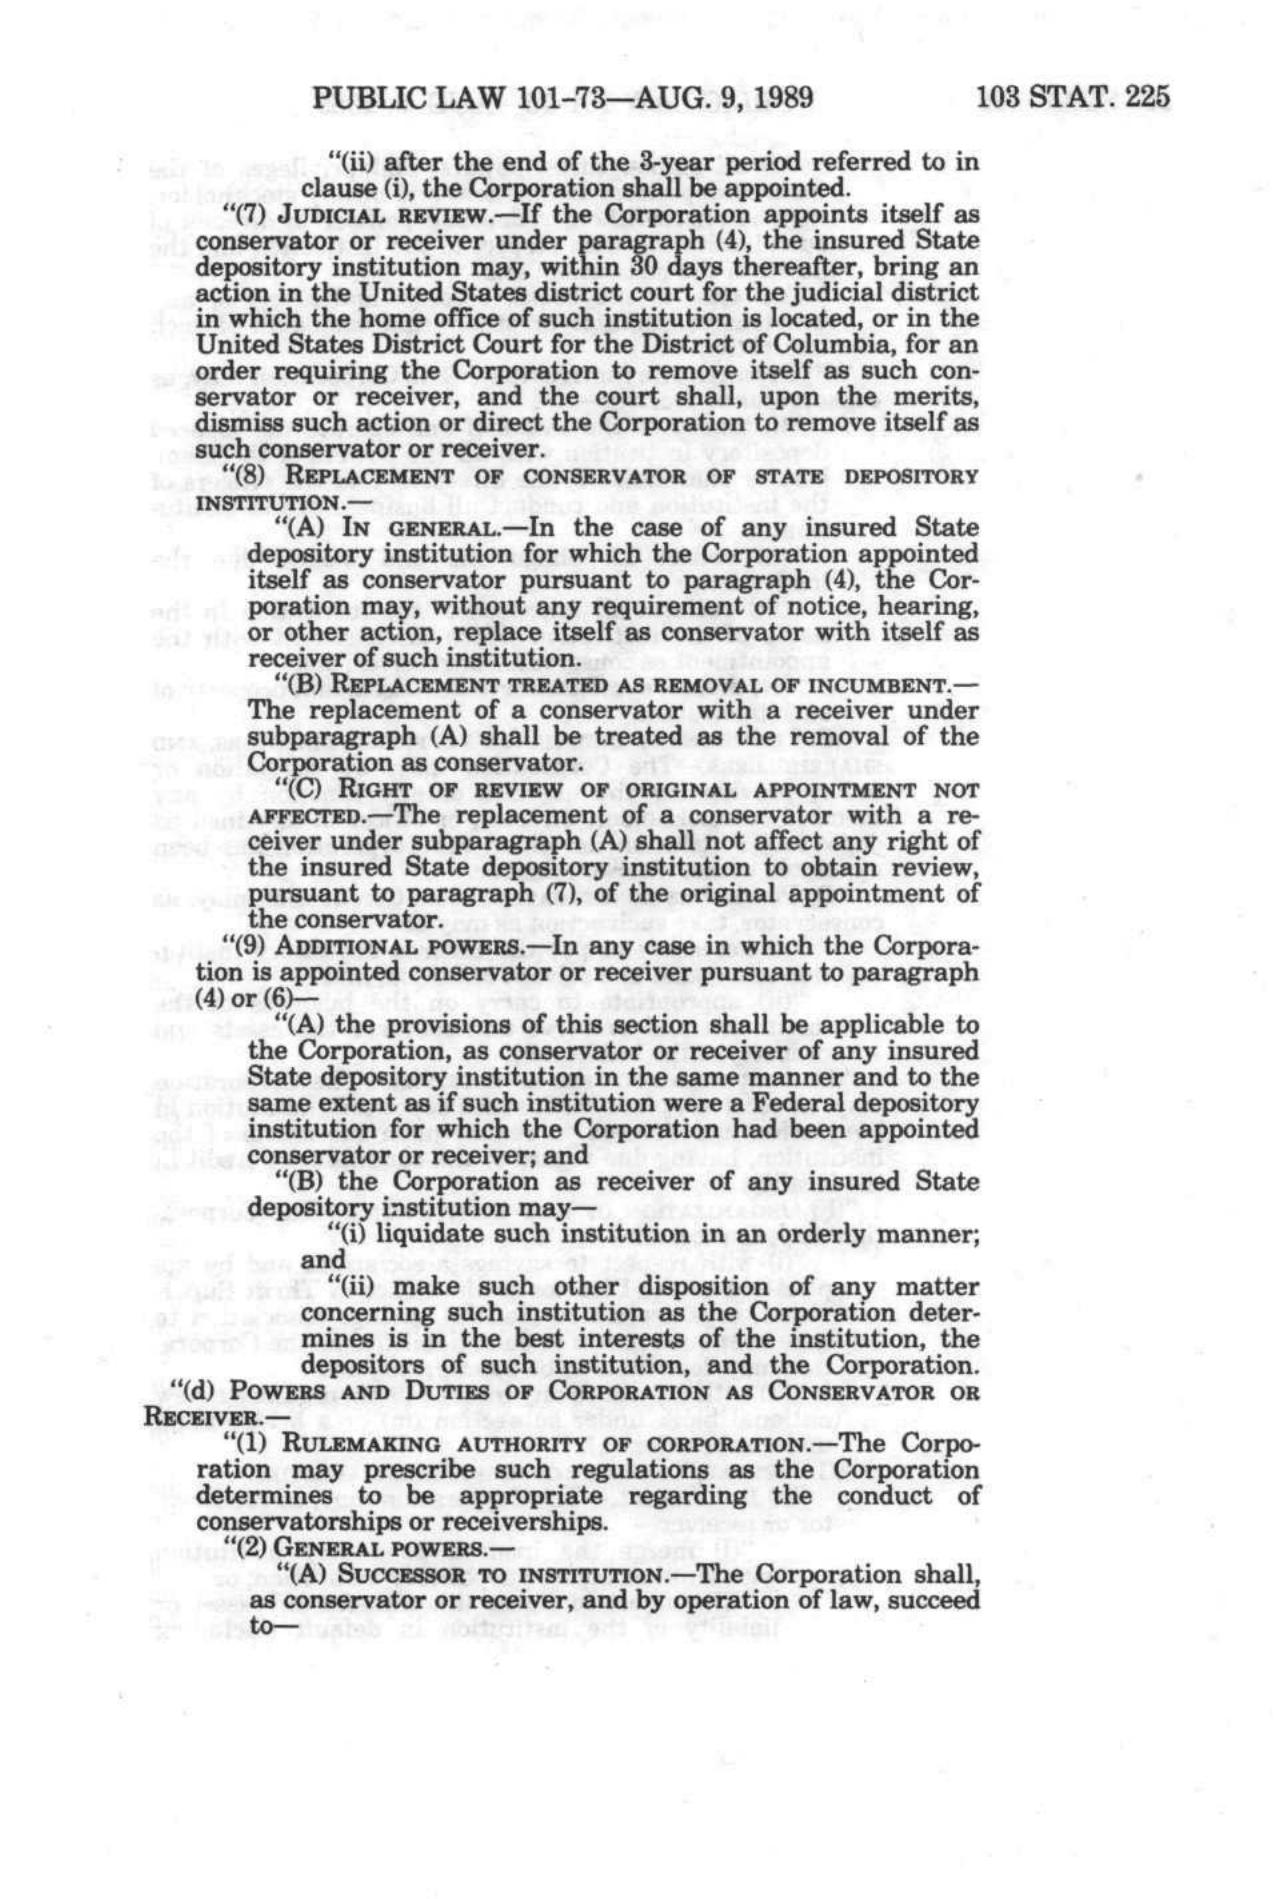 PUBLIC LAW 101-73—AUG. 9, 1989 103 STAT. 225
"(ii) after the end of the 3-year period referred to in
clause (i), the Corporation shall be appointed.
"(7) JUDICIAL REVIEW.—If the Corporation appoints itself as
conservator or receiver under paragraph (4), the insured State
depository institution may, within 30 days thereafter, bring an
action in the United States district court for the judicial district
in which the home office of such institution is located, or in the
United States District Court for the District of Columbia, for an
order requiring the Corporation to remove itself as such con-
servator or receiver, and the court shall, upon the merits,
dismiss such action or direct the Corporation to remove itself as
such conservator or receiver.
"(8) REPLACEMENT OF CONSERVATOR OF STATE DEPOSITORY
INSTITUTION.—
"(A) IN GENERAL.—In the case of any insured State
depository institution for which the Corporation appointed
itself as conservator pursuant to paragraph (4), the Cor-
poration may, without any requirement of notice, hearing,
or other action, replace itself as conservator with itself as
receiver of such institution.
"(B) REPLACEMENT TREATED AS REMOVAL OF INCUMBENT.—
The replacement of a conservator with a receiver under
subparagraph (A) shall be treated as the removal of the
Corporation as conservator.
"(C) RIGHT OF REVIEW OF ORIGINAL APPOINTMENT NOT
AFFECTED.—The replacement of a conservator with a re-
ceiver under subparagraph (A) shall not affect any right of
the insured State depository institution to obtain review,
pursuant to paragraph (7), of the original appointment of
the conservator.
"(9) ADDITIONAL POWERS.—In any case in which the Corpora-
tion is appointed conservator or receiver pursuant to paragraph
(4) or (6)—
"(A) the provisions of this section shall be applicable to
the Corporation, as conservator or receiver of any insured
State depository institution in the same manner and to the
same extent as if such institution were a Federal depository
institution for which the Corporation had been appointed
conservator or receiver; and
"(B) the Corporation as receiver of any insured State
depository institution may—
"(i) liquidate such institution in an orderly manner;
and
"(ii) make such other disposition of any matter
concerning such institution as the Corporation deter-
mines is in the best interests of the institution, the
depositors of such institution, and the Corporation.
"(d) POWERS AND DUTIES OF CORPORATION AS CONSERVATOR OR
RECEIVER.—
"(1) RULEMAKING AUTHORITY OF CORPORATION.—The Corpo-
ration may prescribe such regulations as the Corporation
determines to be appropriate regarding the conduct of
conservatorships or receiverships.
"(2) GENERAL POWERS.—
"(A) SUCCESSOR TO INSTITUTION.—The Corporation shall,
as conservator or receiver, and by operation of law, succeed
to—